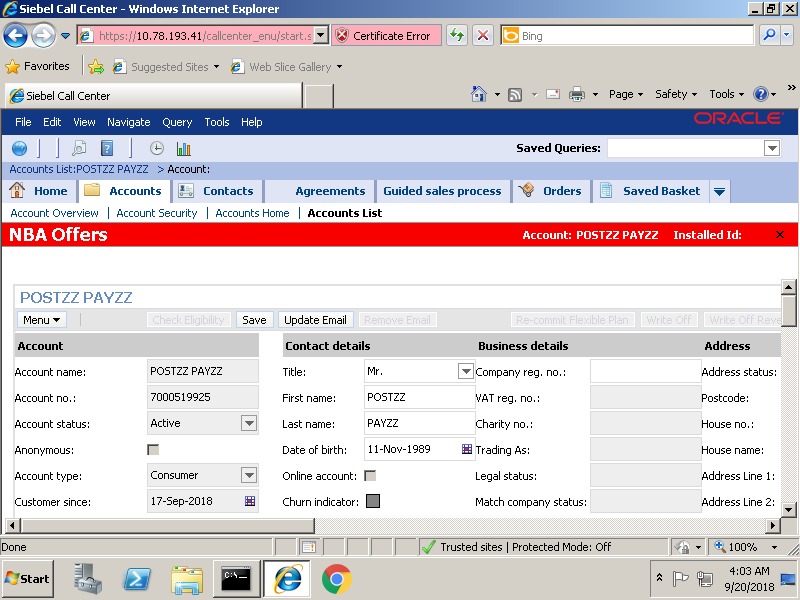 Siebel Call Center - Windows Internet Explorer
https://10.78.193.41/callcenter_enu/start.s Certificate Error Bing
Favorites Suggested Sites Web Slice Gallery
Siebel Call Center Page Safety Tools »
File Edit View Navigate Query Tools Help ORACLE
Saved Queries:
Accounts List:POSTZZ PAYZZ > Account:
Home Accounts Contacts Agreements Guided sales process Orders Saved Basket
Account Overview | Account Security | Accounts Home | Accounts List
NBA Offers Account: POSTZZ PAYZZ Installed Id:
POSTZZ PAYZZ
Menu Check Eligibility Save Update Email Remove Email Re-commit Flexible Plan Write Off Write Off Reve
Account Contact details Business details Address
Account name: POSTZZ PAYZZ Title: Mr. Company reg. no.: Address status:
Account no.: 7000519925 First name: POSTZZ VAT reg. no.: Postcode:
Account status: Active Last name: PAYZZ Charity no.: House no.:
Anonymous: Date of birth: 11-Nov-1989 Trading As: House name:
Account type: Consumer Online account: Legal status: Address Line 1:
Customer since: 17-Sep-2018 Churn indicator: Match company status: Address Line 2:
Done Trusted sites | Protected Mode: Off 100%
Start C:\. 4:03 AM
9/20/2018